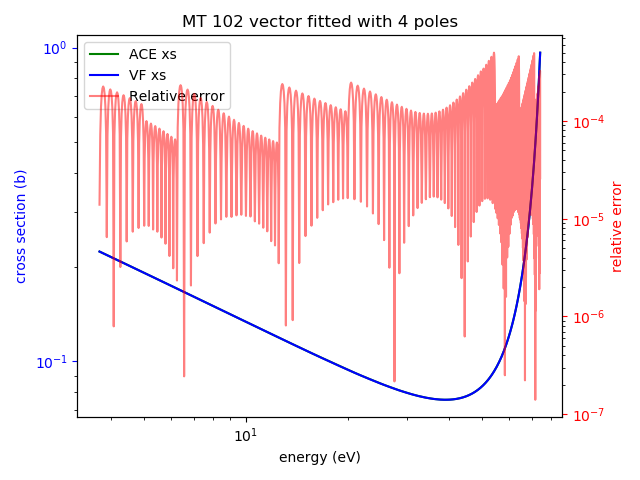 MT 102 vector fitted with 4 poles
ACE xs
VF xs
Relative error
10⁰
10⁻¹
cross section (b)
10⁻⁴
10⁻⁵
10⁻⁶
10⁻⁷
relative error
10¹
energy (eV)